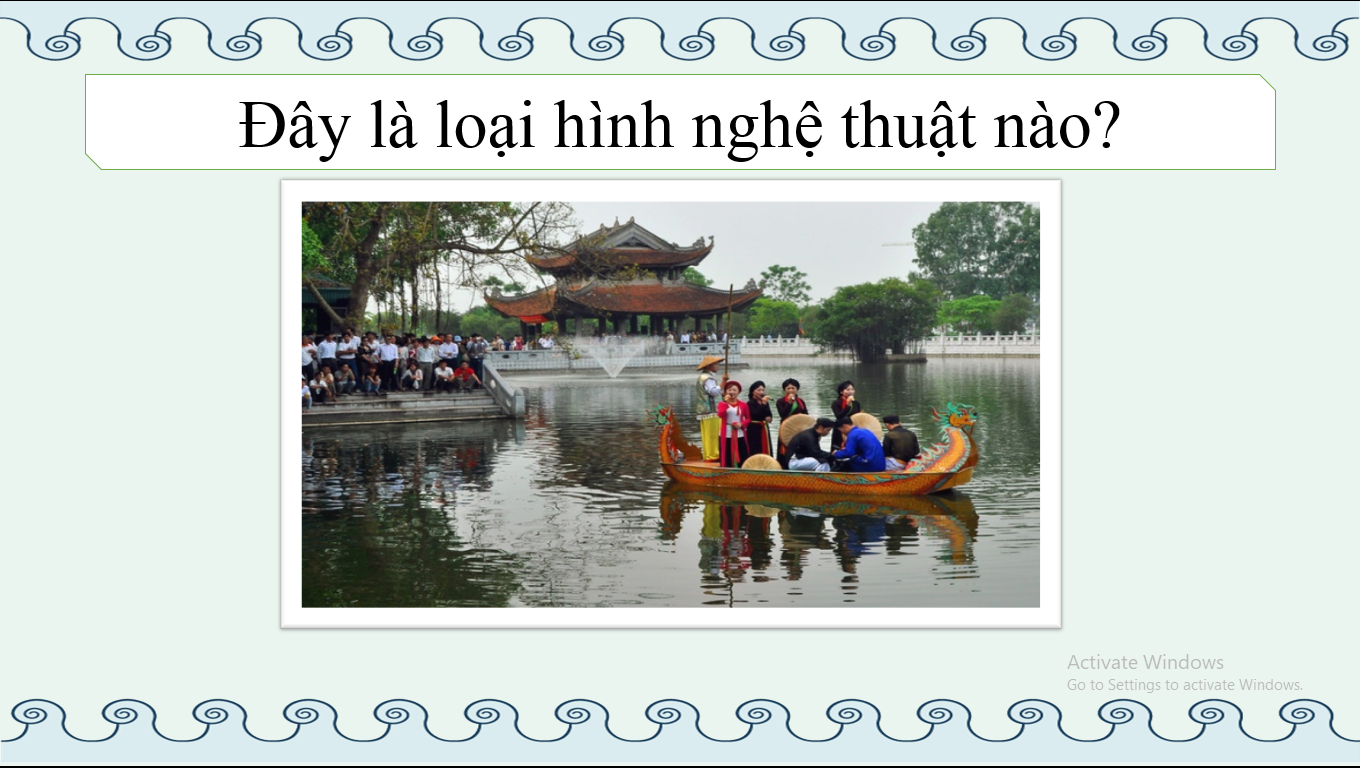 Đây là loại hình nghệ thuật nào?
Activate Windows
Go to Settings to activate Windows.